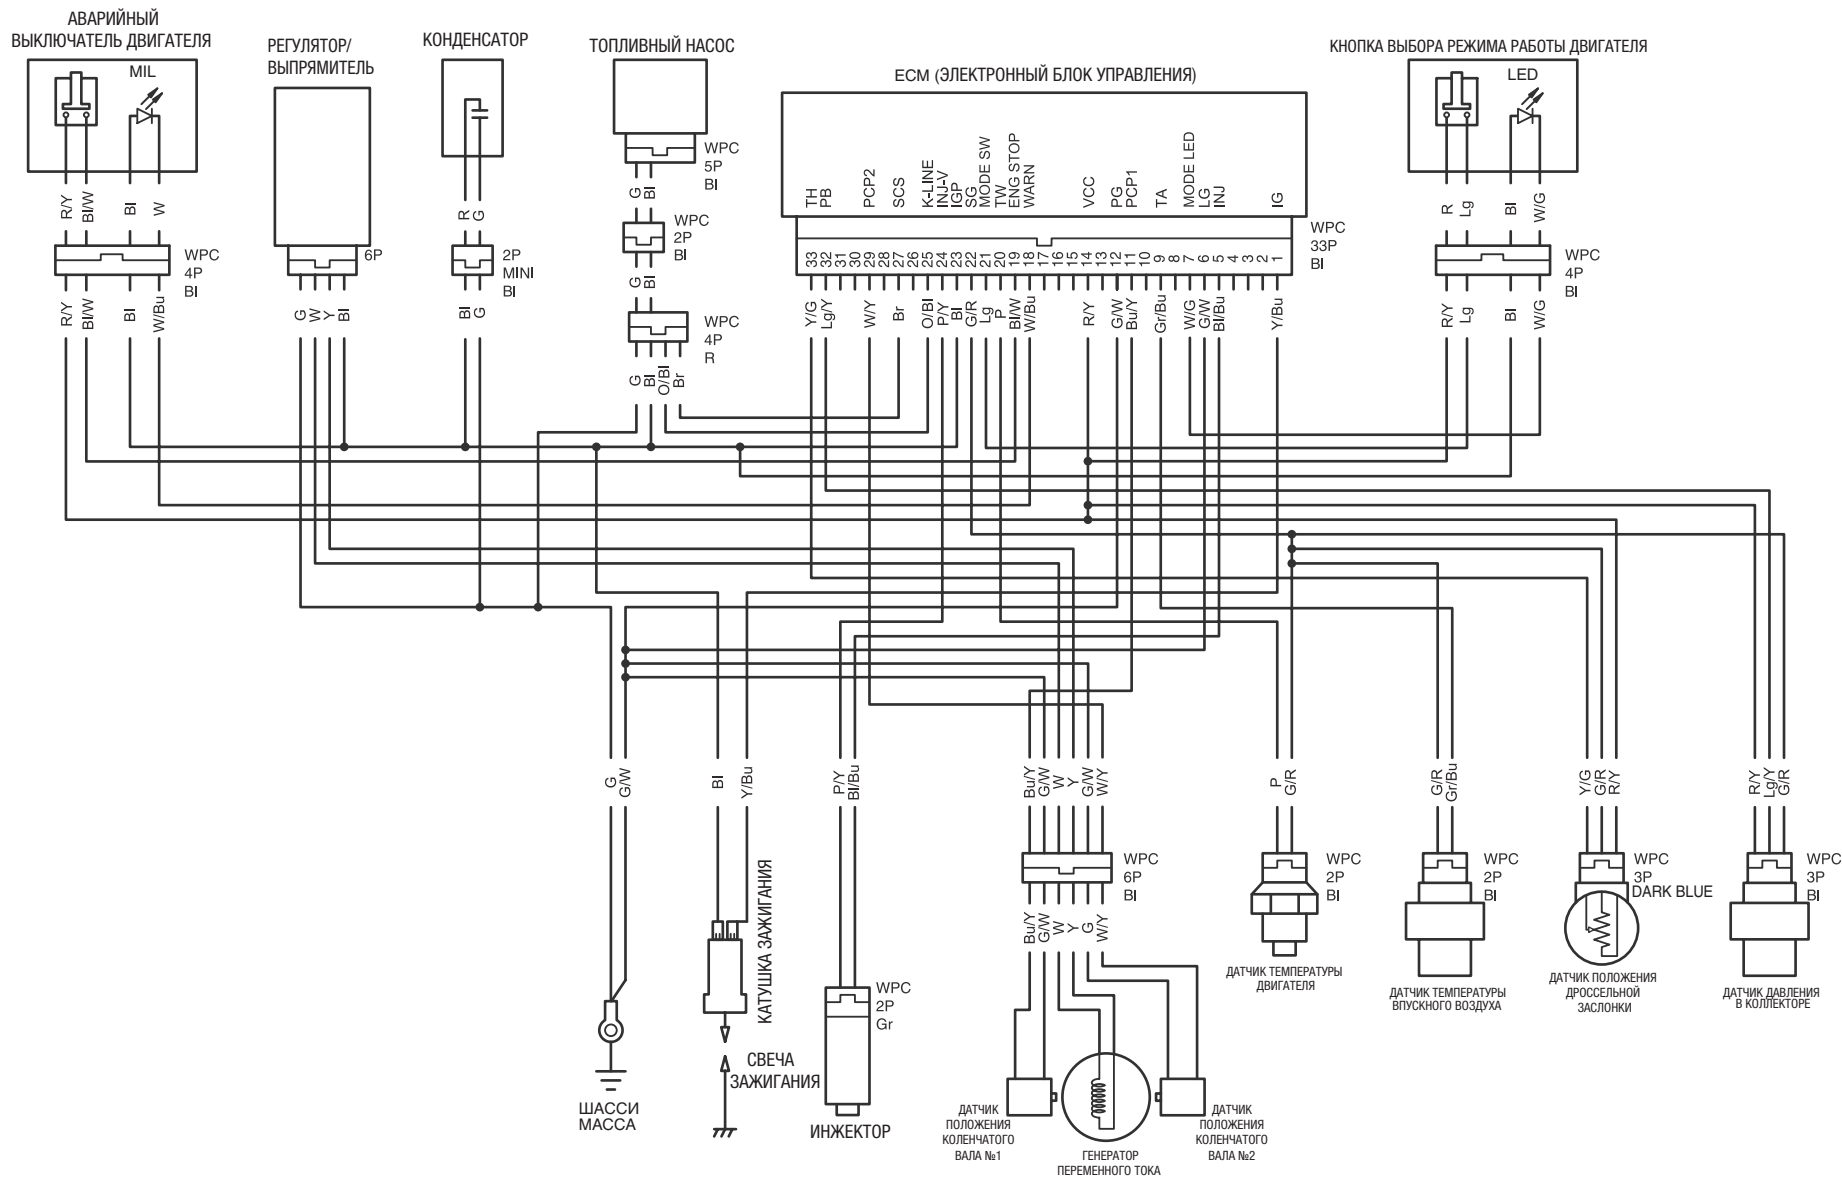 АВАРИЙНЫЙ
ВЫКЛЮЧАТЕЛЬ ДВИГАТЕЛЯ
РЕГУЛЯТОР/
ВЫПРЯМИТЕЛЬ
КОНДЕНСАТОР
ТОПЛИВНЫЙ НАСОС
ECM (ЭЛЕКТРОННЫЙ БЛОК УПРАВЛЕНИЯ)
КНОПКА ВЫБОРА РЕЖИМА РАБОТЫ ДВИГАТЕЛЯ
MIL
LED
WPC
5P
Bl
G
Bl
WPC
2P
Bl
G
Bl
WPC
4P
R
G
Bl
O/Bl
Br
R/Y
Bl/W
Bl
W
WPC
4P
Bl
R/Y
Bl/W
Bl
W/Bu
6P
G
W
Y
Bl
R
G
2P
MINI
Bl
Bl
G
TH
PB
PCP2
SCS
K-LINE
INJ-V
IGP
SG
MODE SW
TW
ENG STOP
WARN
VCC
PG
PCP1
TA
MODE LED
LG
INJ
IG
WPC
33P
Bl
33
32
31
30
29
28
27
26
25
24
23
22
21
20
19
18
17
16
15
14
13
12
11
10
9
8
7
6
5
4
3
2
1
Y/G
Lg/Y
W/Y
Br
O/Bl
P/Y
Bl
G/R
Lg
P
Bl/W
W/Bu
R/Y
G/W
Bu/Y
Gr/Bu
W/G
G/W
Bl/Bu
Y/Bu
R
Lg
Bl
W/G
WPC
4P
Bl
R/Y
Lg
Bl
W/G
G
G/W
Bl
Y/Bu
P/Y
Bl/Bu
Bu/Y
G/W
W
Y
G/W
W/Y
P
G/R
G/R
Gr/Bu
Y/G
G/R
R/Y
R/Y
Lg/Y
G/R
WPC
6P
Bl
Bu/Y
G/W
W
Y
G
W/Y
WPC
2P
Bl
WPC
2P
Bl
WPC
3P
DARK BLUE
WPC
3P
Bl
ДАТЧИК ТЕМПЕРАТУРЫ
ДВИГАТЕЛЯ
ДАТЧИК ТЕМПЕРАТУРЫ
ВПУСКНОГО ВОЗДУХА
ДАТЧИК ПОЛОЖЕНИЯ
ДРОССЕЛЬНОЙ
ЗАСЛОНКИ
ДАТЧИК ДАВЛЕНИЯ
В КОЛЛЕКТОРЕ
КАТУШКА ЗАЖИГАНИЯ
WPC
2P
Gr
СВЕЧА
ЗАЖИГАНИЯ
ШАССИ
МАССА
ИНЖЕКТОР
ДАТЧИК
ПОЛОЖЕНИЯ
КОЛЕНЧАТОГО
ВАЛА №1
ГЕНЕРАТОР
ПЕРЕМЕННОГО ТОКА
ДАТЧИК
ПОЛОЖЕНИЯ
КОЛЕНЧАТОГО
ВАЛА №2